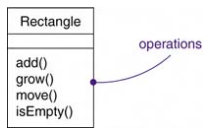 Rectangle
operations
add()
grow()
move()
isEmpty()